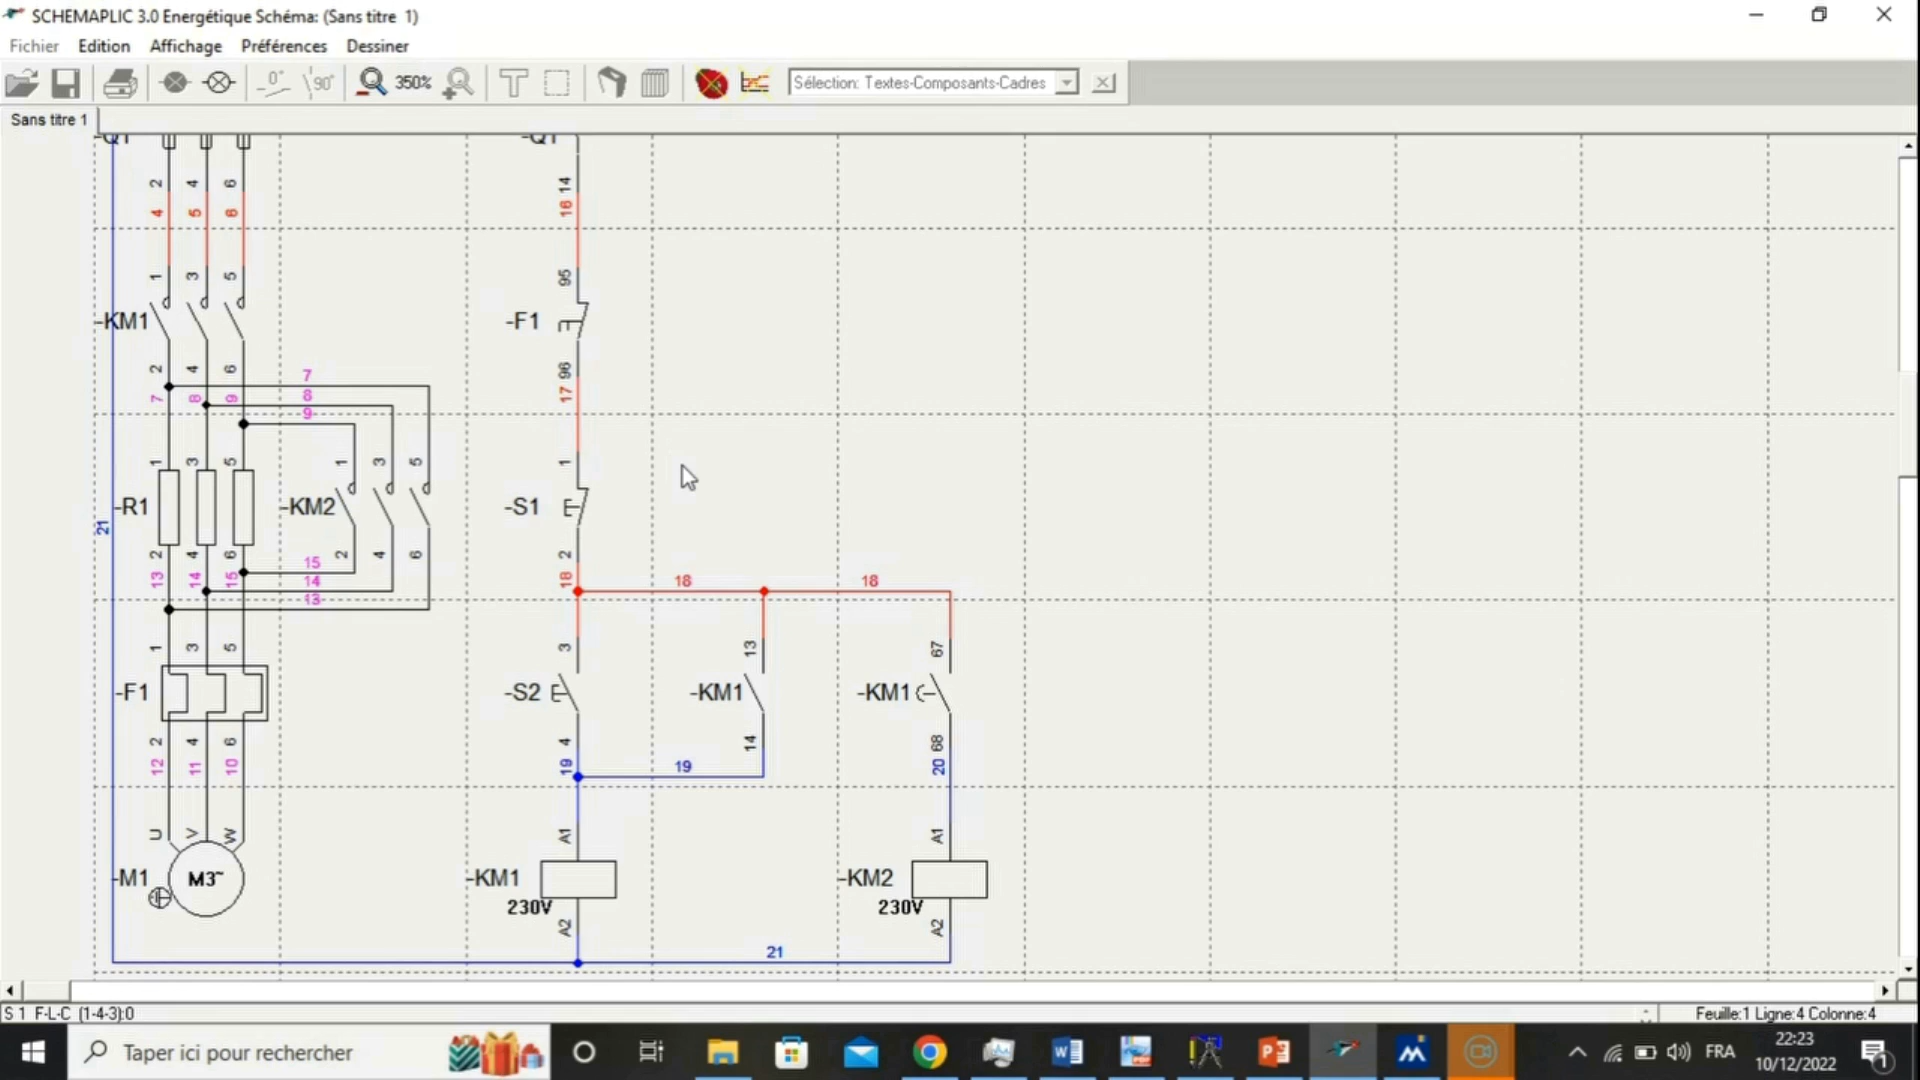 SCHEMAPLIC 3.0 Energétique Schéma: (Sans titre 1)
Fichier Edition Affichage Préférences Dessiner
0° 90° 350% T Sélection: Textes-Composants-Cadres
Sans titre 1
-Q1 -Q1
2 4 6 14
4 5 6 16
1 3 5 95
-KM1 -F1
2 4 6 96
7
7 8 9 8 17
9
1 3 5 1 3 5 1
-R1 -KM2 -S1
21
2 4 6 2 4 6 2
15
13 14 15 14 18 18 18
13
1 3 5 3 13 67
-F1 -S2 -KM1 -KM1
2 4 6 4 14 68
12 11 10 19 19 20
U V W A1 A1
-M1 M3~ -KM1 -KM2
230V 230V
A2 A2
21
S 1 F-L-C (1-4-3):0 Feuille:1 Ligne:4 Colonne:4
Taper ici pour rechercher
FRA
22:23
10/12/2022
1